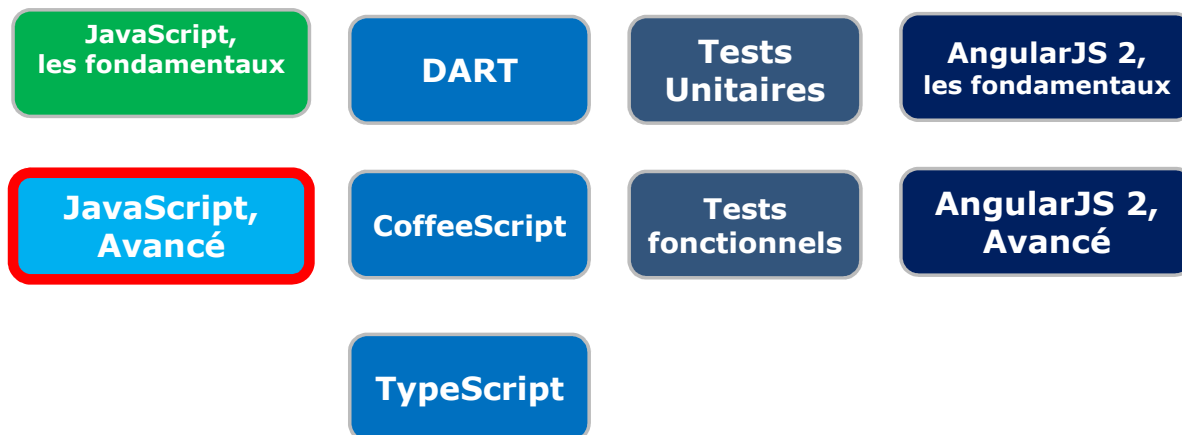 JavaScript,
les fondamentaux
DART
Tests
Unitaires
AngularJS 2,
les fondamentaux
JavaScript,
Avancé
CoffeeScript
Tests
fonctionnels
AngularJS 2,
Avancé
TypeScript